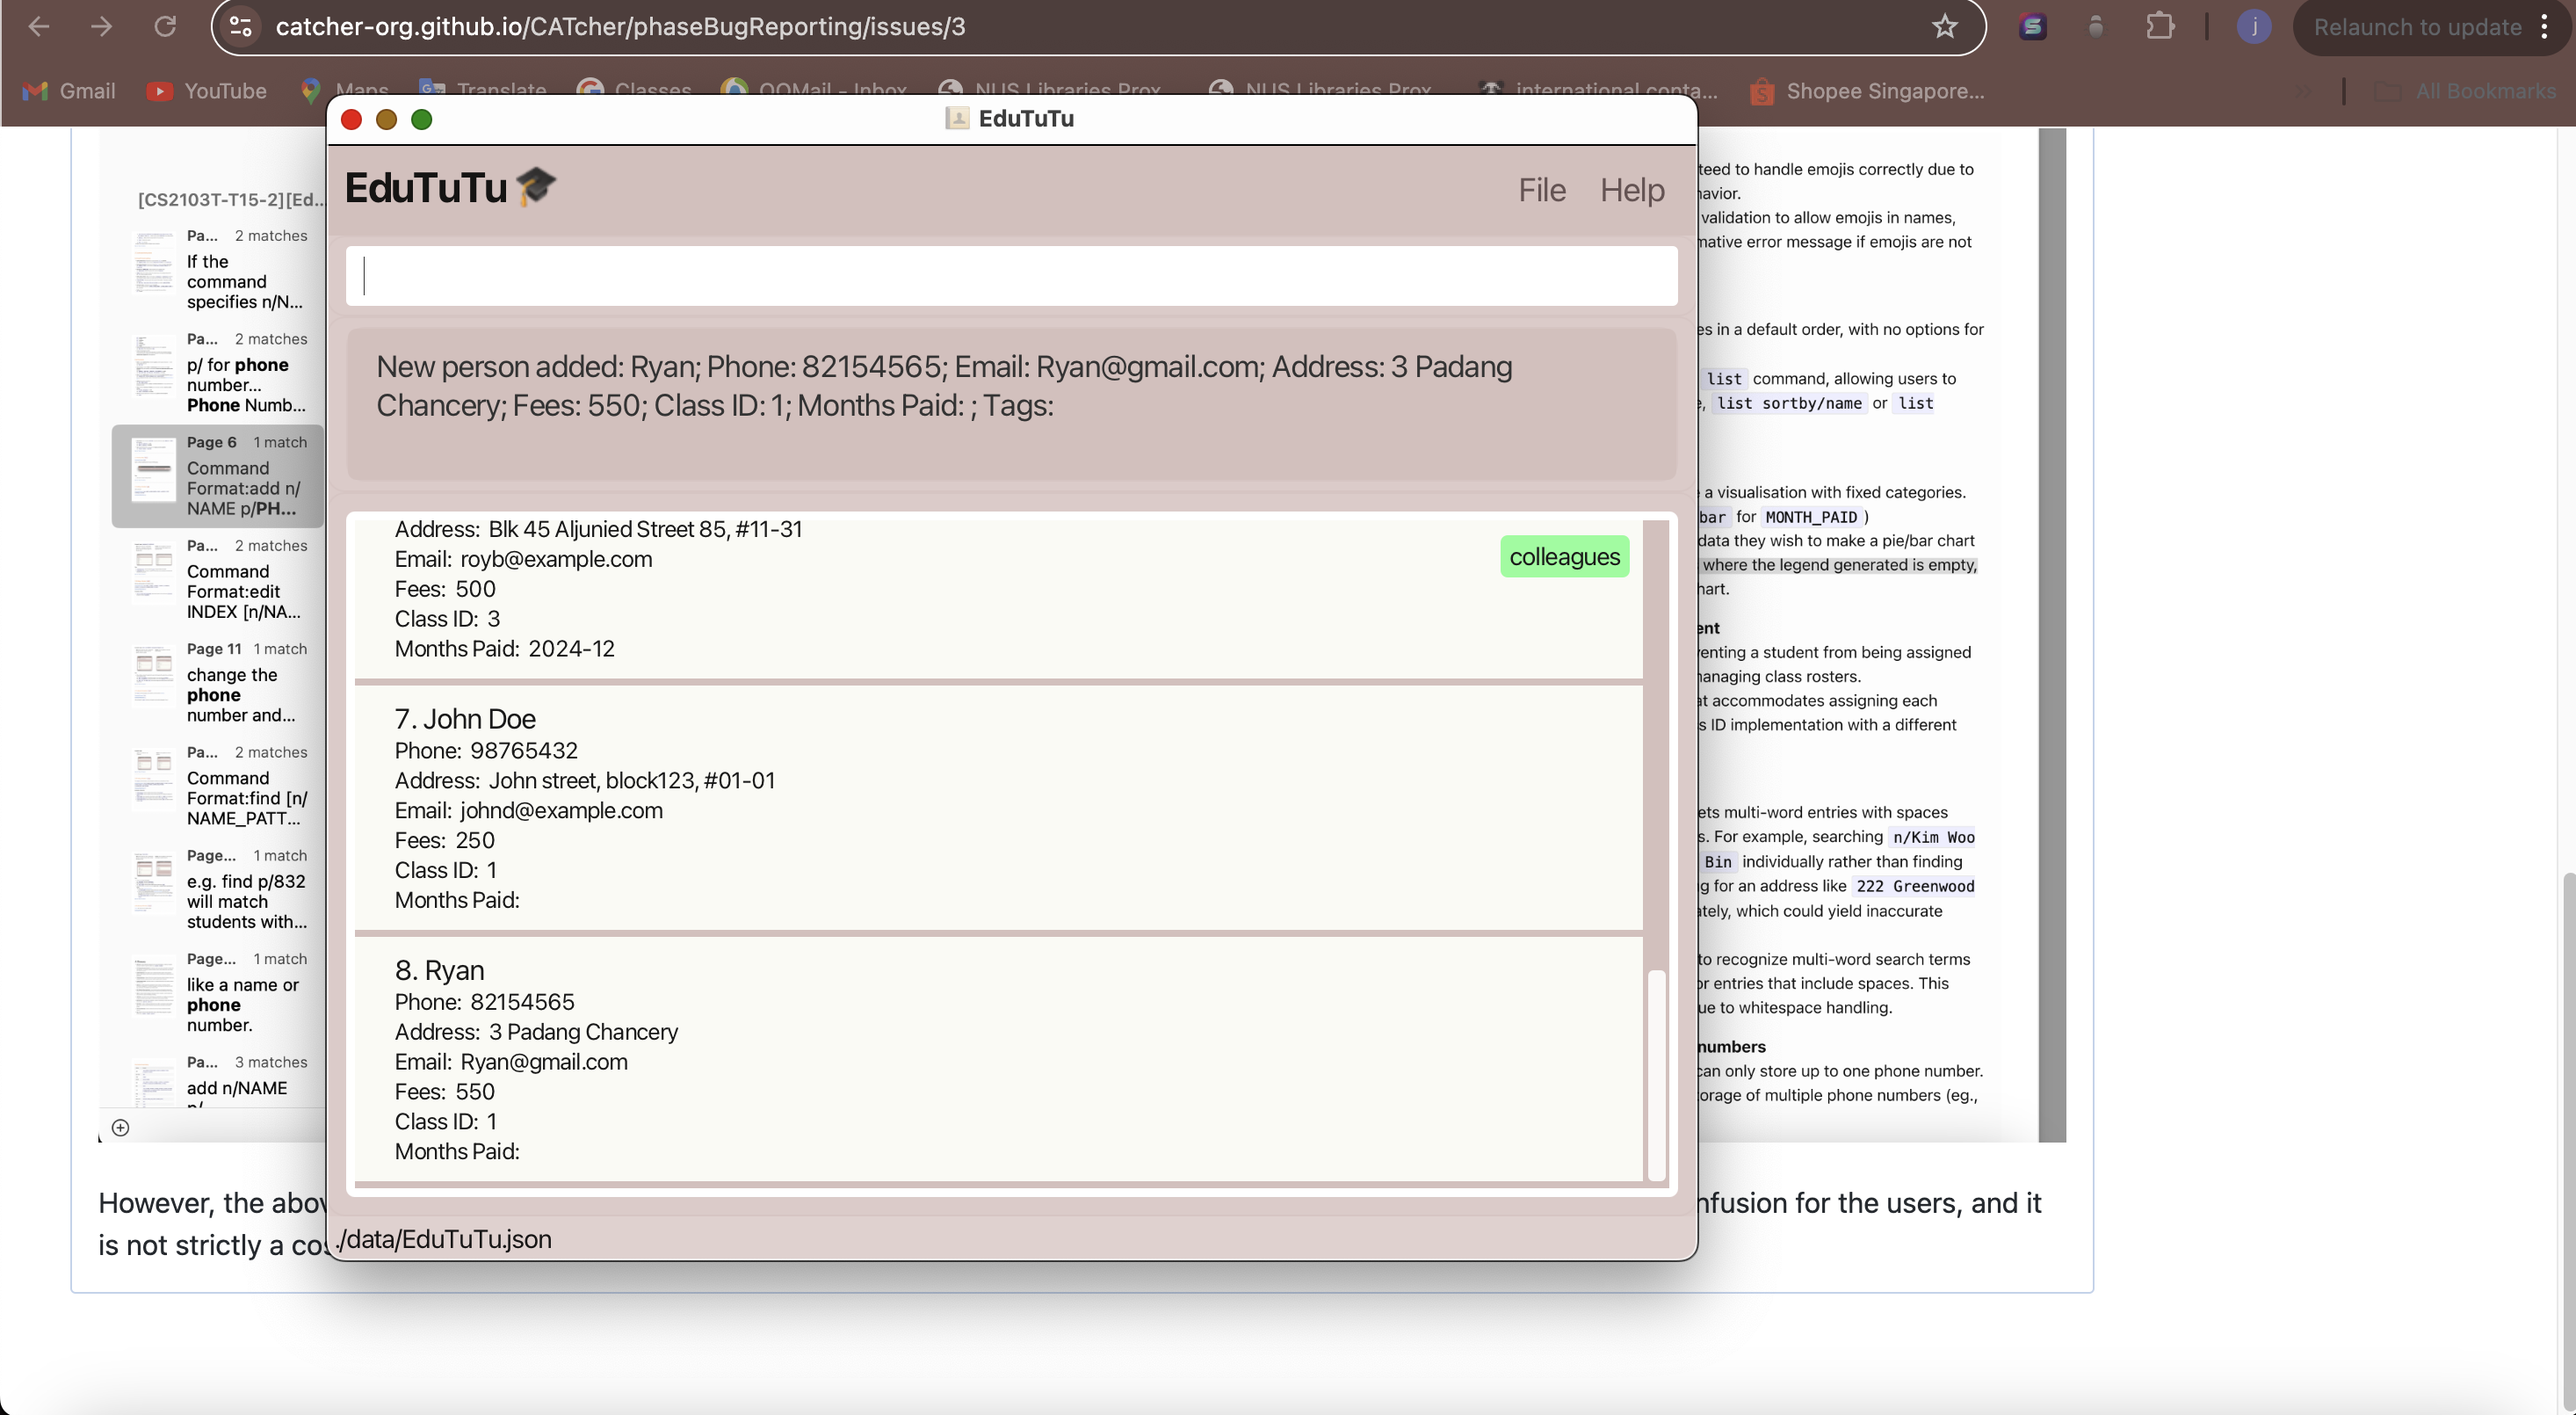 catcher-org.github.io/CATcher/phaseBugReporting/issues/3
j
Relaunch to update
Gmail
YouTube
Maps
Translate
Classes
QQMail - Inbox
NUS Libraries Prox
NUS Libraries Prox
international conta...
Shopee Singapore...
All Bookmarks
[CS2103T-T15-2][Ed...
Pa... 2 matches
If the
command
specifies n/N...
Pa... 2 matches
p/ for phone
number...
Phone Numb...
Page 6 1 match
Command
Format:add n/
NAME p/PH...
Pa... 2 matches
Command
Format:edit
INDEX [n/NA...
Page 11 1 match
change the
phone
number and...
Pa... 2 matches
Command
Format:find [n/
NAME_PATT...
Page... 1 match
e.g. find p/832
will match
students with...
Page... 1 match
like a name or
phone
number.
Pa... 3 matches
add n/NAME
p/
EduTuTu
EduTuTu
File Help
New person added: Ryan; Phone: 82154565; Email: Ryan@gmail.com; Address: 3 Padang
Chancery; Fees: 550; Class ID: 1; Months Paid: ; Tags:
Address: Blk 45 Aljunied Street 85, #11-31
colleagues
Email: royb@example.com
Fees: 500
Class ID: 3
Months Paid: 2024-12
7. John Doe
Phone: 98765432
Address: John street, block123, #01-01
Email: johnd@example.com
Fees: 250
Class ID: 1
Months Paid:
8. Ryan
Phone: 82154565
Address: 3 Padang Chancery
Email: Ryan@gmail.com
Fees: 550
Class ID: 1
Months Paid:
./data/EduTuTu.json
teed to handle emojis correctly due to
havior.
validation to allow emojis in names,
mative error message if emojis are not
es in a default order, with no options for
list command, allowing users to
e, list sortby/name or list
a visualisation with fixed categories.
bar for MONTH_PAID )
data they wish to make a pie/bar chart
where the legend generated is empty,
hart.
ent
venting a student from being assigned
managing class rosters.
at accommodates assigning each
s ID implementation with a different
ets multi-word entries with spaces
s. For example, searching n/Kim Woo
Bin individually rather than finding
g for an address like 222 Greenwood
ately, which could yield inaccurate
to recognize multi-word search terms
or entries that include spaces. This
ue to whitespace handling.
numbers
can only store up to one phone number.
torage of multiple phone numbers (eg.,
However, the abov
nfusion for the users, and it
is not strictly a cos